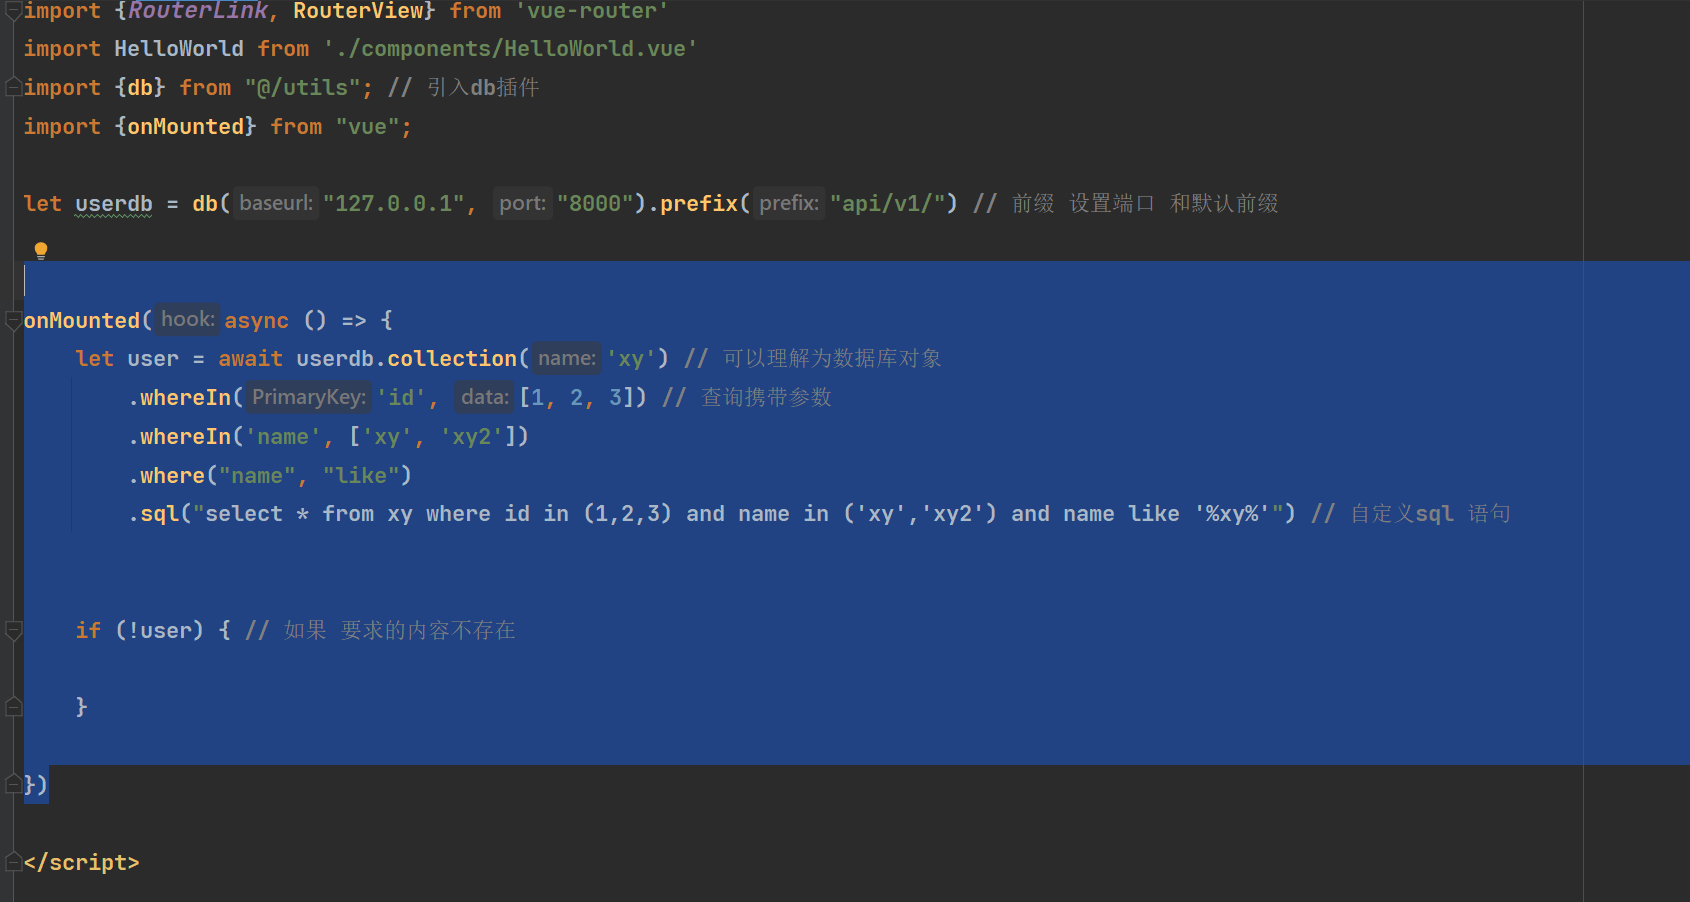 import {RouterLink, RouterView} from 'vue-router'
import HelloWorld from './components/HelloWorld.vue'
import {db} from "@/utils"; // 引入db插件
import {onMounted} from "vue";
let userdb = db( baseurl: "127.0.0.1", port: "8000").prefix( prefix: "api/v1/") // 前缀 设置端口 和默认前缀
onMounted( hook: async () => {
let user = await userdb.collection( name: 'xy') // 可以理解为数据库对象
.whereIn( PrimaryKey: 'id', data: [1, 2, 3]) // 查询携带参数
.whereIn('name', ['xy', 'xy2'])
.where("name", "like")
.sql("select * from xy where id in (1,2,3) and name in ('xy','xy2') and name like '%xy%'") // 自定义sql 语句
if (!user) { // 如果 要求的内容不存在
}
})
</script>